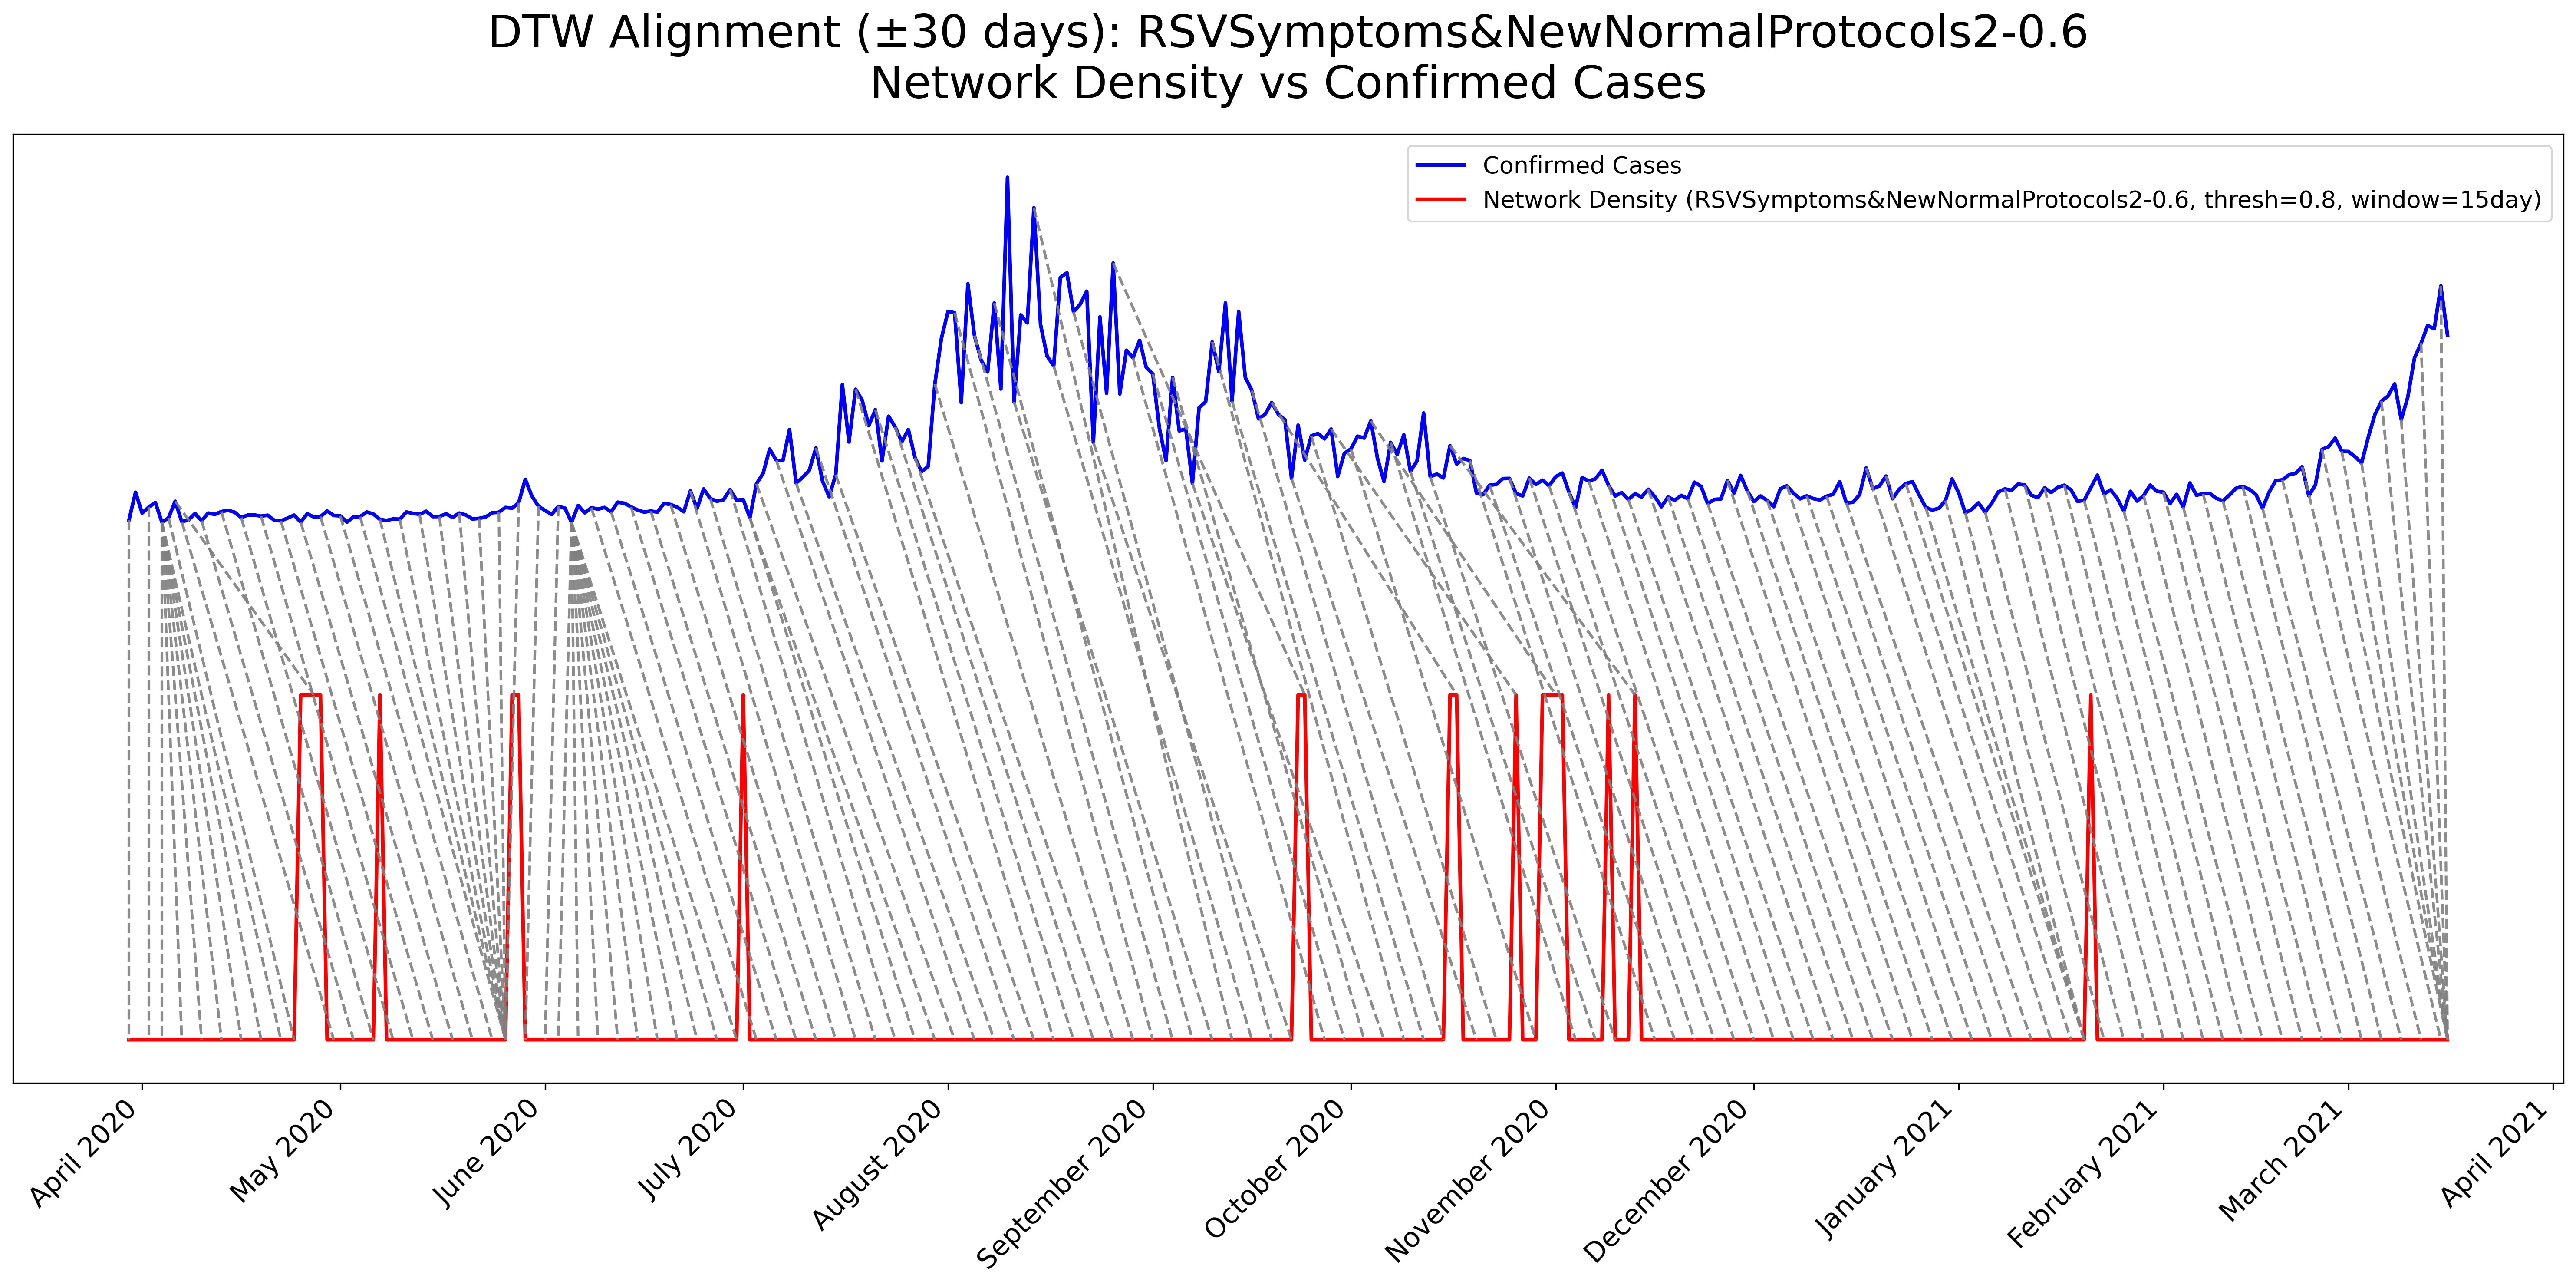 DTW Alignment (±30 days): RSVSymptoms&NewNormalProtocols2-0.6
Network Density vs Confirmed Cases
Confirmed Cases
Network Density (RSVSymptoms&NewNormalProtocols2-0.6, thresh=0.8, window=15day)
April 2020
May 2020
June 2020
July 2020
August 2020
September 2020
October 2020
November 2020
December 2020
January 2021
February 2021
March 2021
April 2021